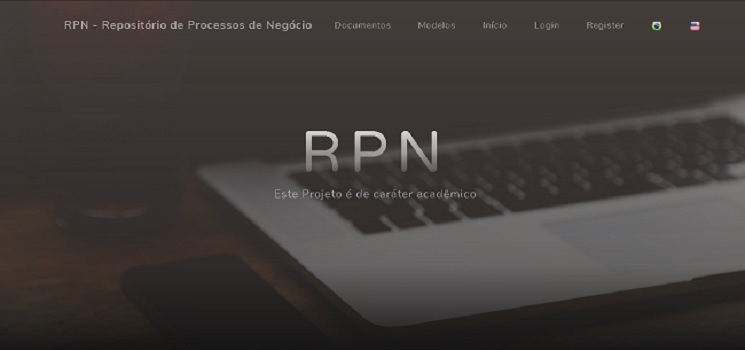 RPN - Repositório de Processos de Negócio Documentos Modelos Início Login Register
RPN
Este Projeto é de caráter acadêmico